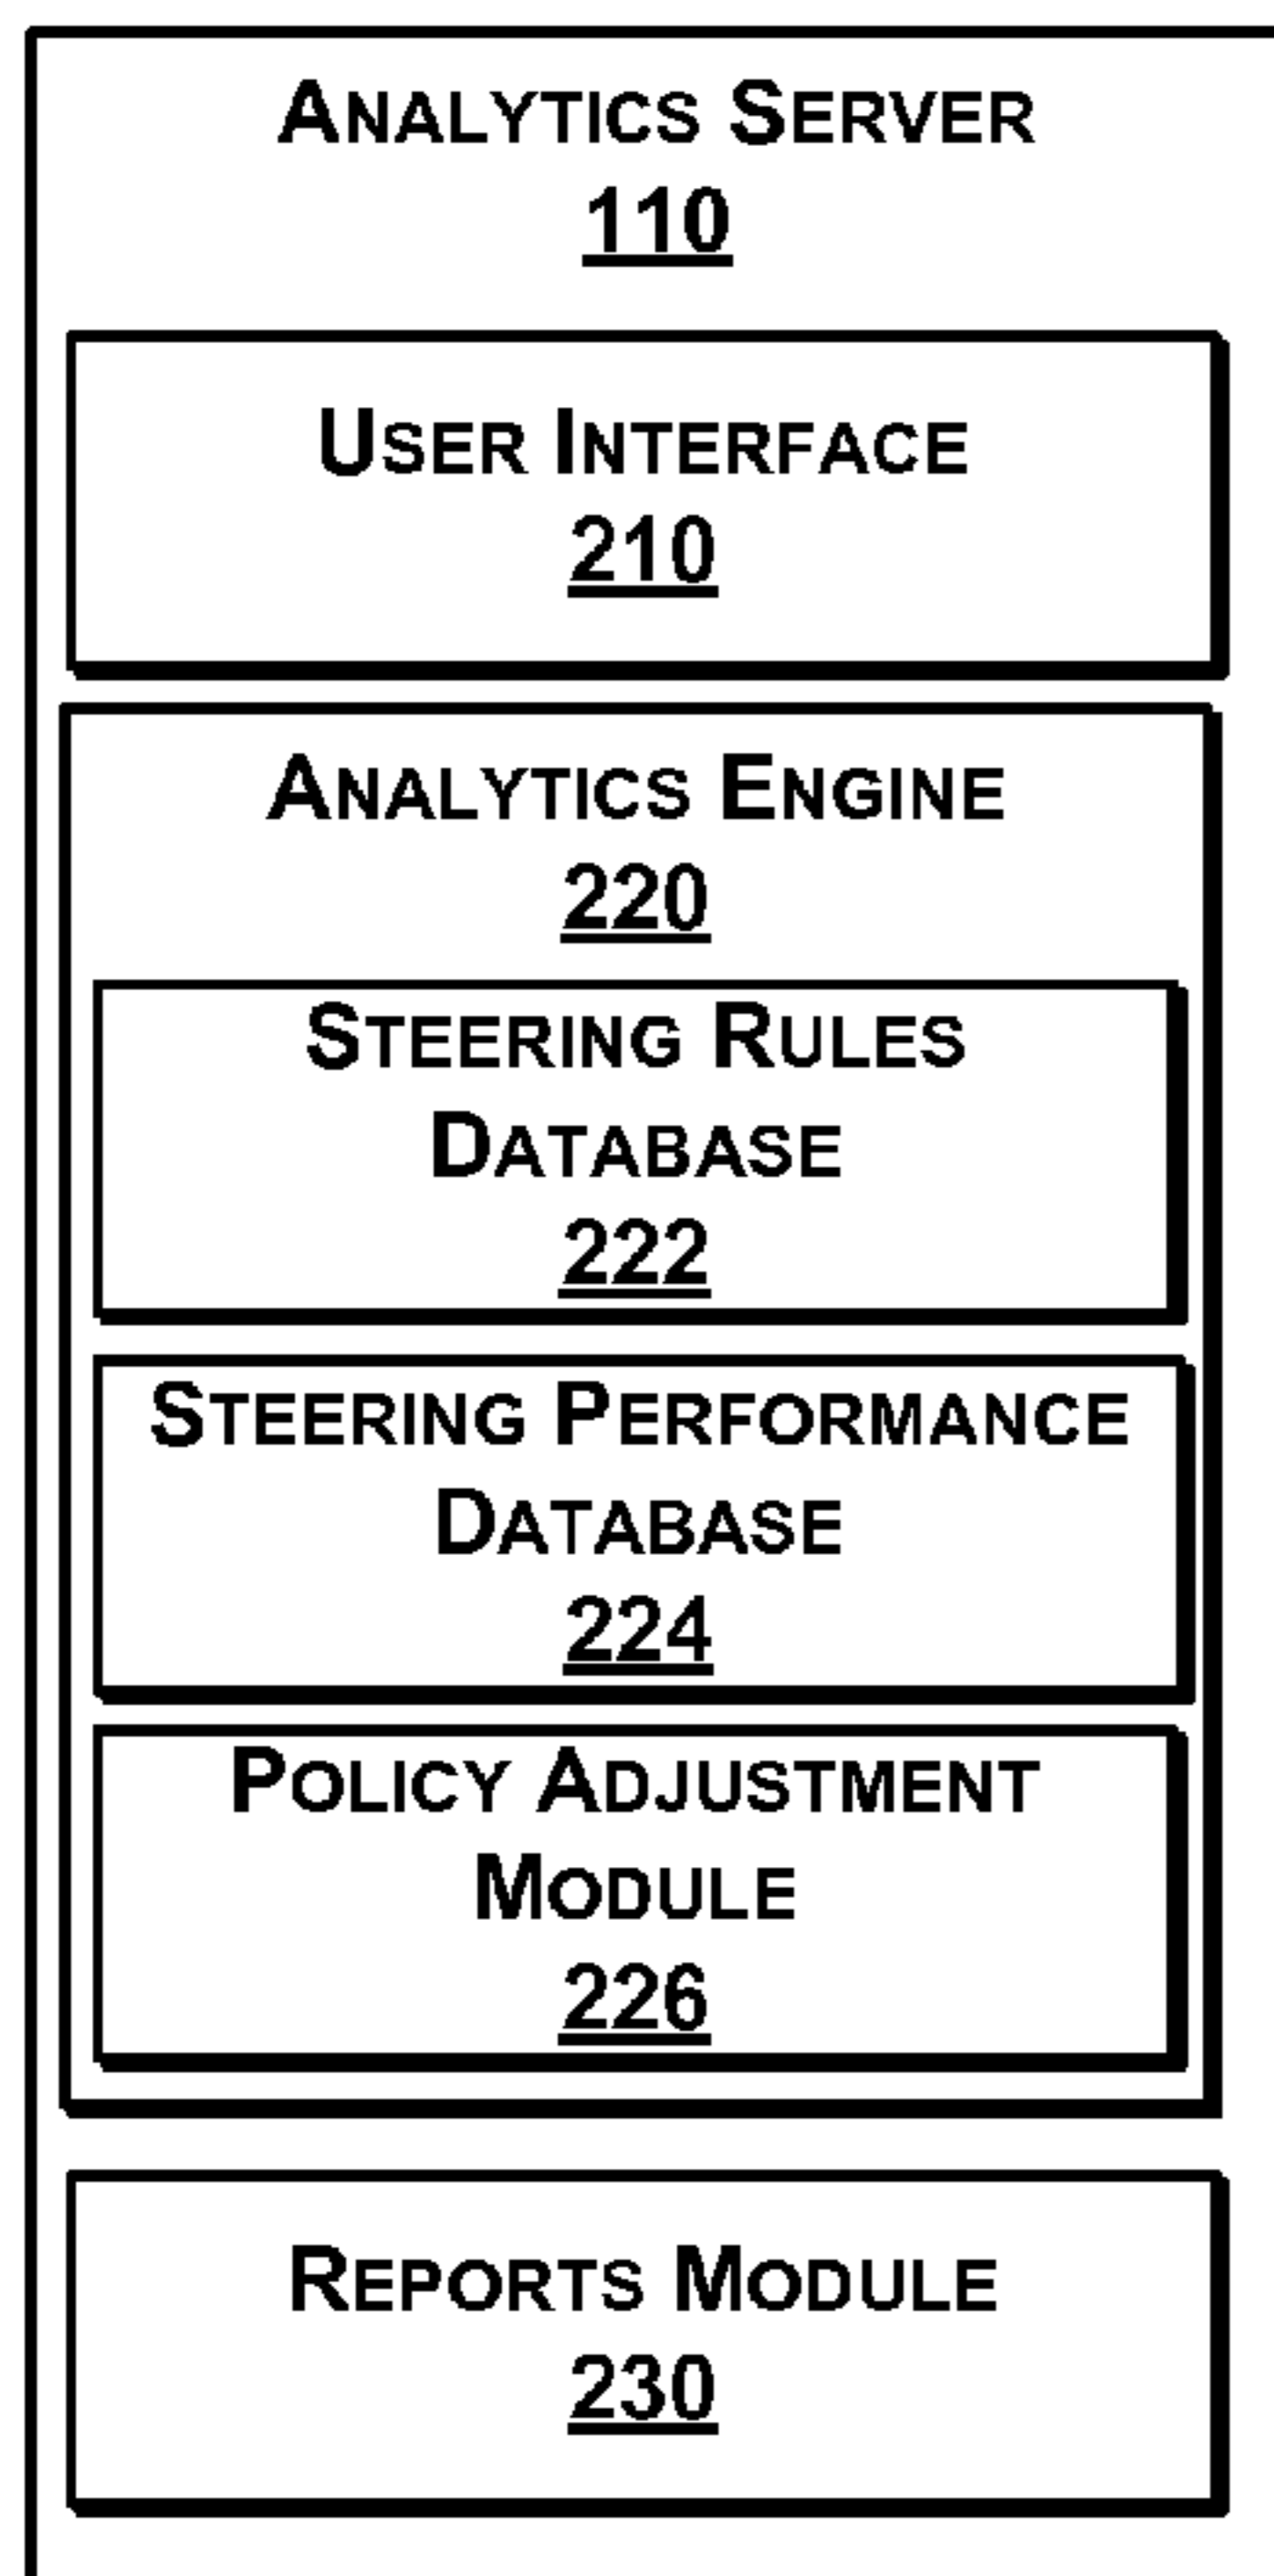 ANALYTICS SERVER
110
USER INTERFACE
210
ANALYTICS ENGINE
220
STEERING RULES
DATABASE
222
STEERING PERFORMANCE
DATABASE
224
POLICY ADJUSTMENT
MODULE
226
REPORTS MODULE
230